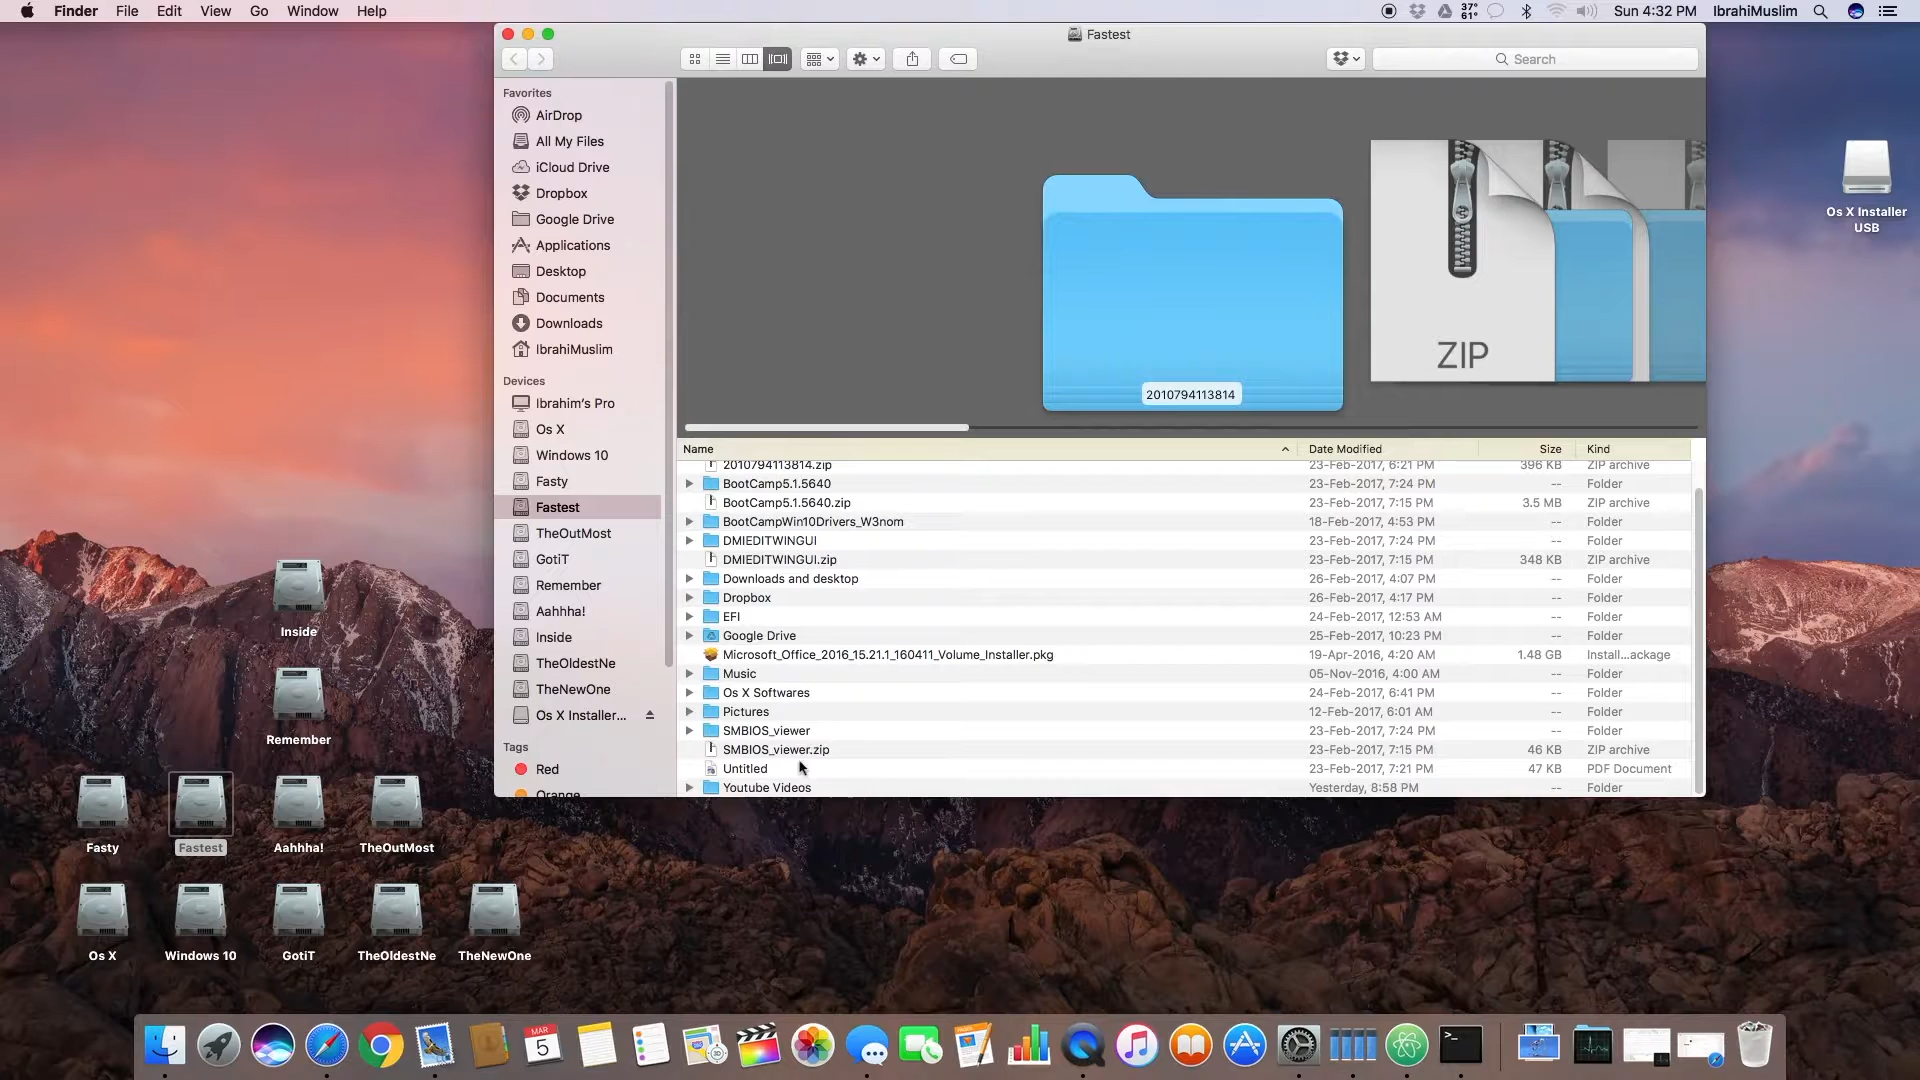 Finder File Edit View Go Window Help
37°
61°
Sun 4:32 PM IbrahiMuslim
Fastest
Search
Favorites
AirDrop
All My Files
iCloud Drive
Dropbox
Google Drive
Applications
Desktop
Documents
Downloads
IbrahiMuslim
Devices
Ibrahim's Pro
Os X
Windows 10
Fasty
Fastest
TheOutMost
GotiT
Remember
Aahhha!
Inside
TheOldestNe
TheNewOne
Os X Installer...
Tags
Red
Orange
ZIP
2010794113814
Name Date Modified Size Kind
2010794113814.zip 23-Feb-2017, 6:21 PM 396 KB ZIP archive
BootCamp5.1.5640 23-Feb-2017, 7:24 PM -- Folder
BootCamp5.1.5640.zip 23-Feb-2017, 7:15 PM 3.5 MB ZIP archive
BootCampWin10Drivers_W3nom 18-Feb-2017, 4:53 PM -- Folder
DMIEDITWINGUI 23-Feb-2017, 7:24 PM -- Folder
DMIEDITWINGUI.zip 23-Feb-2017, 7:15 PM 348 KB ZIP archive
Downloads and desktop 26-Feb-2017, 4:07 PM -- Folder
Dropbox 26-Feb-2017, 4:17 PM -- Folder
EFI 24-Feb-2017, 12:53 AM -- Folder
Google Drive 25-Feb-2017, 10:23 PM -- Folder
Microsoft_Office_2016_15.21.1_160411_Volume_Installer.pkg 19-Apr-2016, 4:20 AM 1.48 GB Install...ackage
Music 05-Nov-2016, 4:00 AM -- Folder
Os X Softwares 24-Feb-2017, 6:41 PM -- Folder
Pictures 12-Feb-2017, 6:01 AM -- Folder
SMBIOS_viewer 23-Feb-2017, 7:24 PM -- Folder
SMBIOS_viewer.zip 23-Feb-2017, 7:15 PM 46 KB ZIP archive
Untitled 23-Feb-2017, 7:21 PM 47 KB PDF Document
Youtube Videos Yesterday, 8:58 PM -- Folder
Os X Installer
USB
Inside
Remember
Fasty Fastest Aahhha! TheOutMost
Os X Windows 10 GotiT TheOldestNe TheNewOne
MAR
5